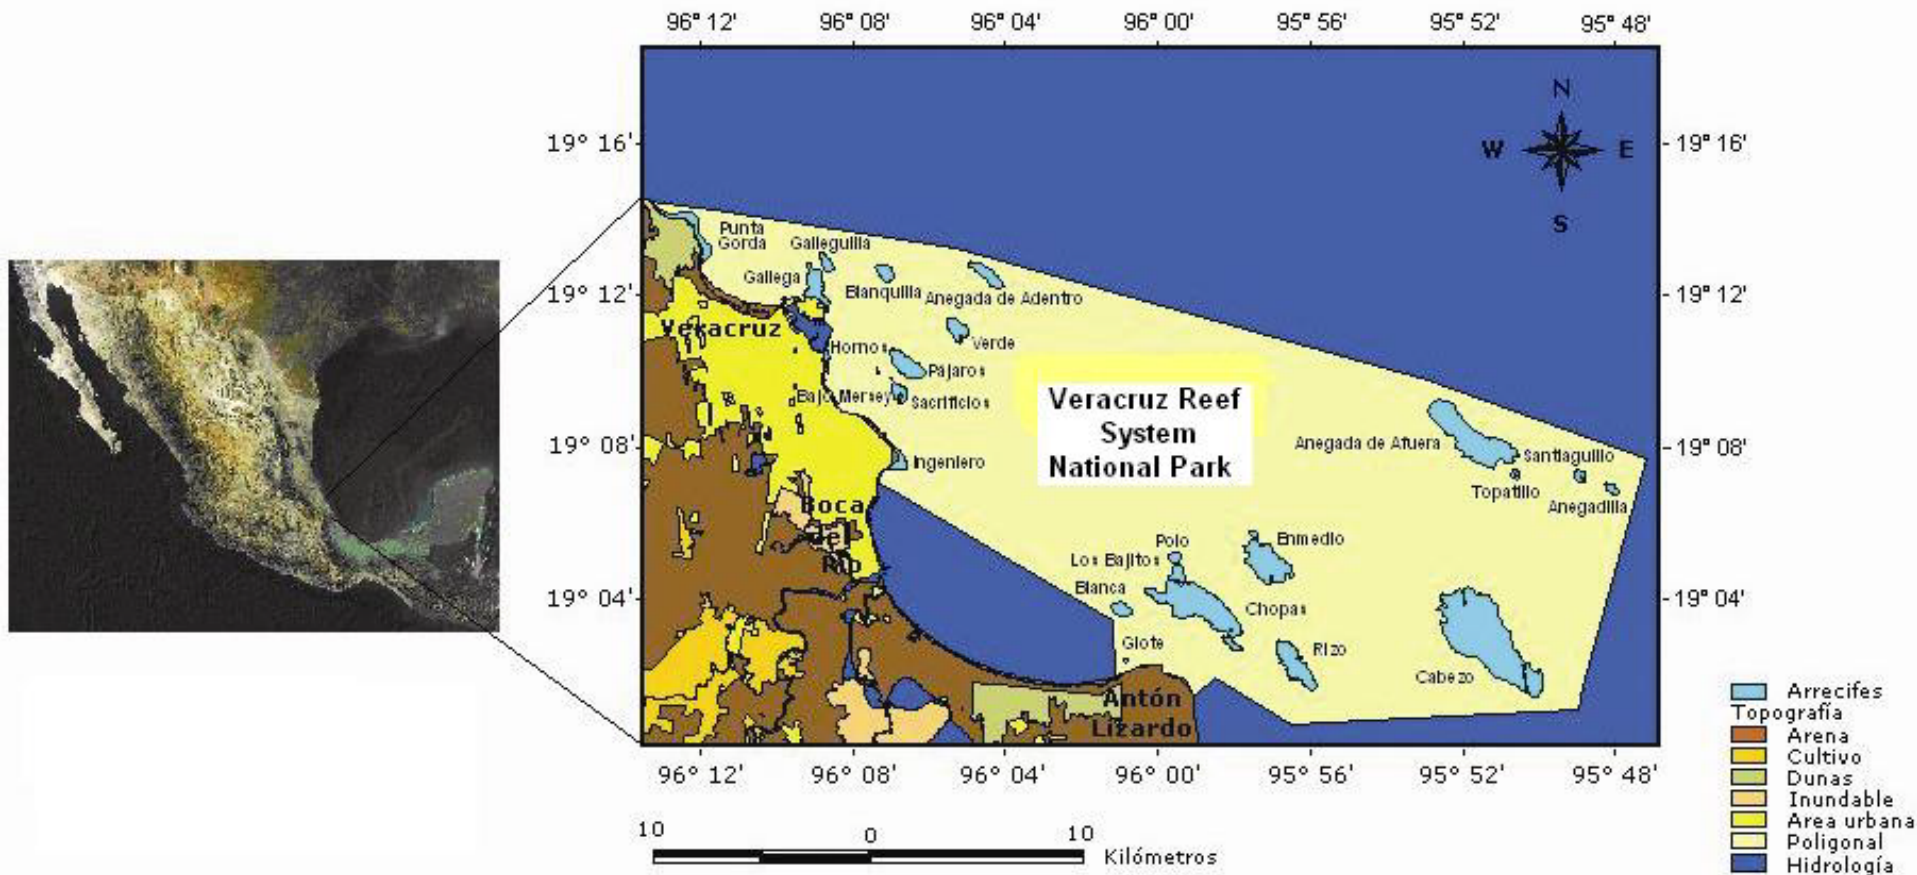 96° 12' 96° 08' 96° 04' 96° 00' 95° 56' 95° 52' 95° 48'
N
W E
S
19° 16' 19° 16'
19° 12' 19° 12'
19° 08' 19° 08'
19° 04' 19° 04'
Punta
Gorda
Galleguilla
Gallega
Blanquilla
Anegada de Adentro
Veracruz
Hornos
Verde
Pájaros
Bajo Mersey
Sacrificios
Ingeniero
Veracruz Reef
System
National Park
Anegada de Afuera
Santiaguillo
Topatillo
Anegadilla
Boca
del
Río
Polo
Los Bajitos
Enmedio
Blanca
Chopas
Giote
Rizo
Cabezo
Antón
Lizardo
96° 12' 96° 08' 96° 04' 96° 00' 95° 56' 95° 52' 95° 48'
10 0 10
Kilómetros
Arrecifes
Topografía
Arena
Cultivo
Dunas
Inundable
Area urbana
Poligonal
Hidrología